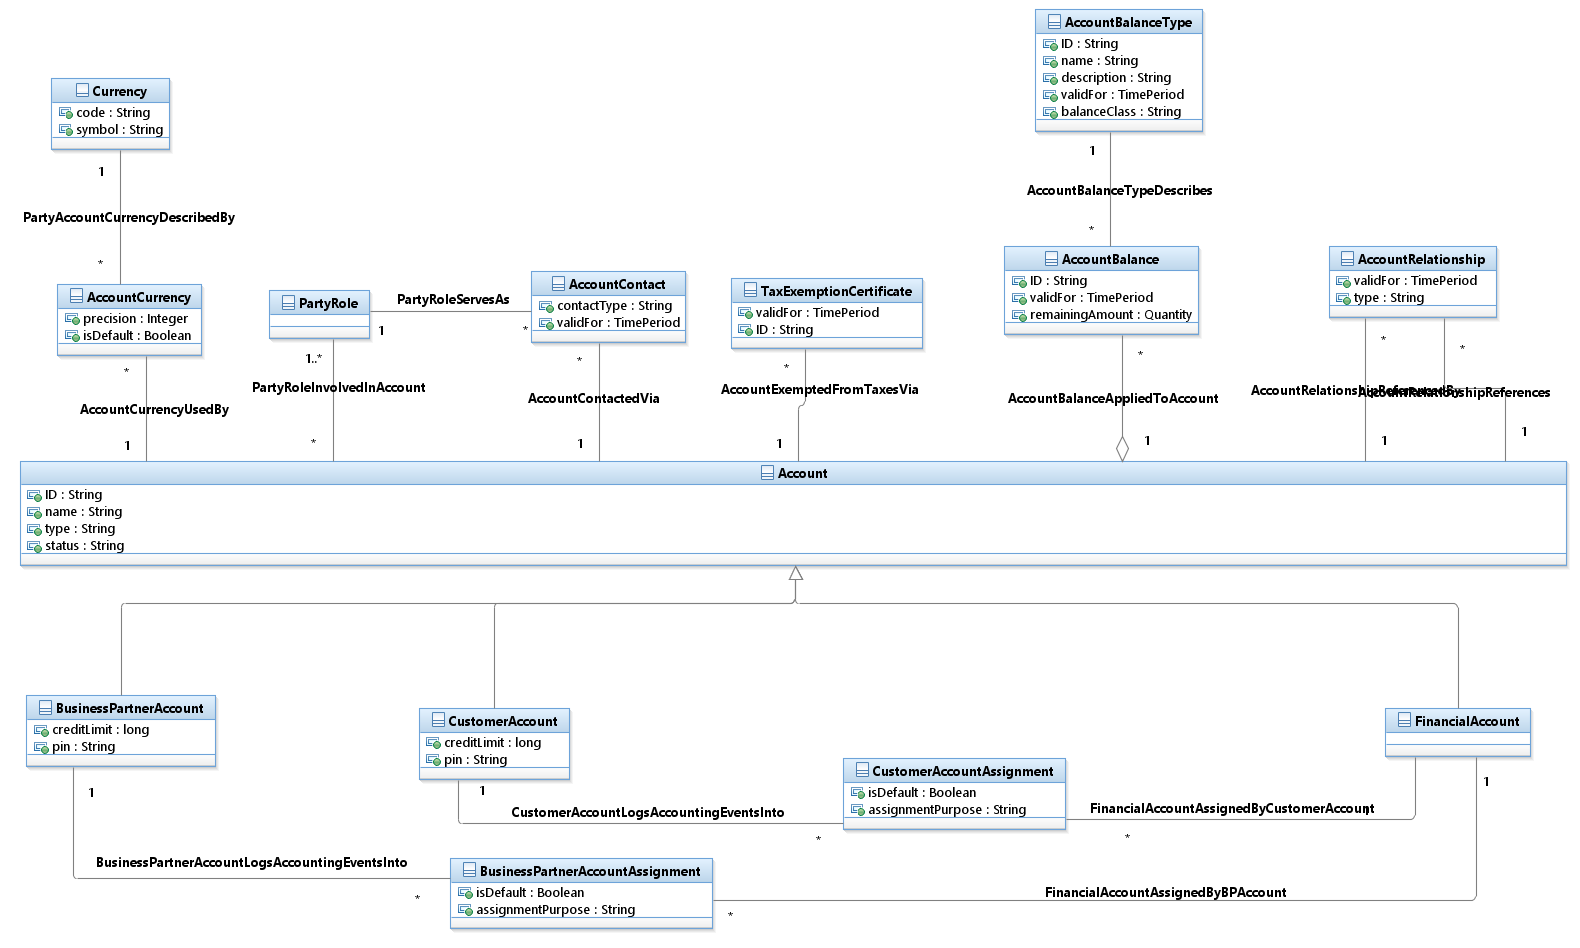 AccountBalanceType
ID : String
name : String
description : String
validFor : TimePeriod
balanceClass : String
1
AccountBalanceTypeDescribes
*
Currency
code : String
symbol : String
1
PartyAccountCurrencyDescribedBy
*
AccountCurrency
precision : Integer
isDefault : Boolean
*
AccountCurrencyUsedBy
1
PartyRole
1..*
PartyRoleInvolvedInAccount
*
PartyRoleServesAs
1
*
AccountContact
contactType : String
validFor : TimePeriod
*
AccountContactedVia
1
TaxExemptionCertificate
validFor : TimePeriod
ID : String
*
AccountExemptedFromTaxesVia
1
AccountBalance
ID : String
validFor : TimePeriod
remainingAmount : Quantity
*
AccountBalanceAppliedToAccount
1
AccountRelationship
validFor : TimePeriod
type : String
*
*
AccountRelationshipReferencedBy
AccountRelationshipReferences
1
1
Account
ID : String
name : String
type : String
status : String
BusinessPartnerAccount
creditLimit : long
pin : String
1
CustomerAccount
creditLimit : long
pin : String
1
FinancialAccount
1
CustomerAccountLogsAccountingEventsInto
*
CustomerAccountAssignment
isDefault : Boolean
assignmentPurpose : String
FinancialAccountAssignedByCustomerAccount
*
BusinessPartnerAccountLogsAccountingEventsInto
*
BusinessPartnerAccountAssignment
isDefault : Boolean
assignmentPurpose : String
FinancialAccountAssignedByBPAccount
*